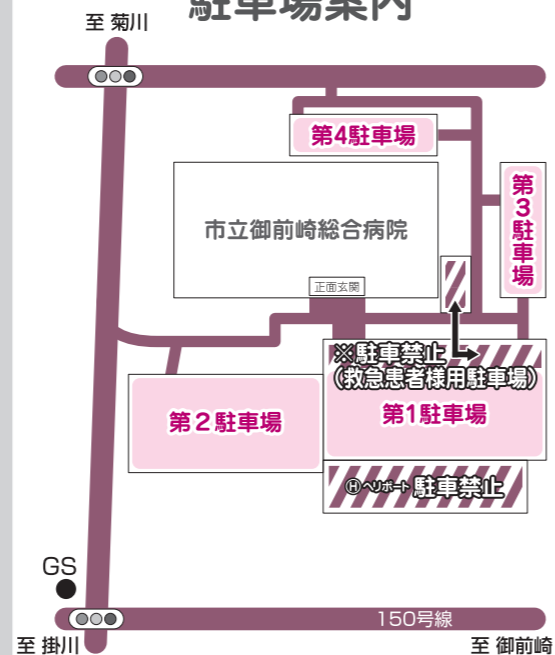 駐車場案内
至 菊川
第4駐車場
第3駐車場
市立御前崎総合病院
正面玄関
※駐車禁止
(救急患者様用駐車場)
第2駐車場
第1駐車場
Ⓗヘリポート 駐車禁止
GS
150号線
至 掛川
至 御前崎